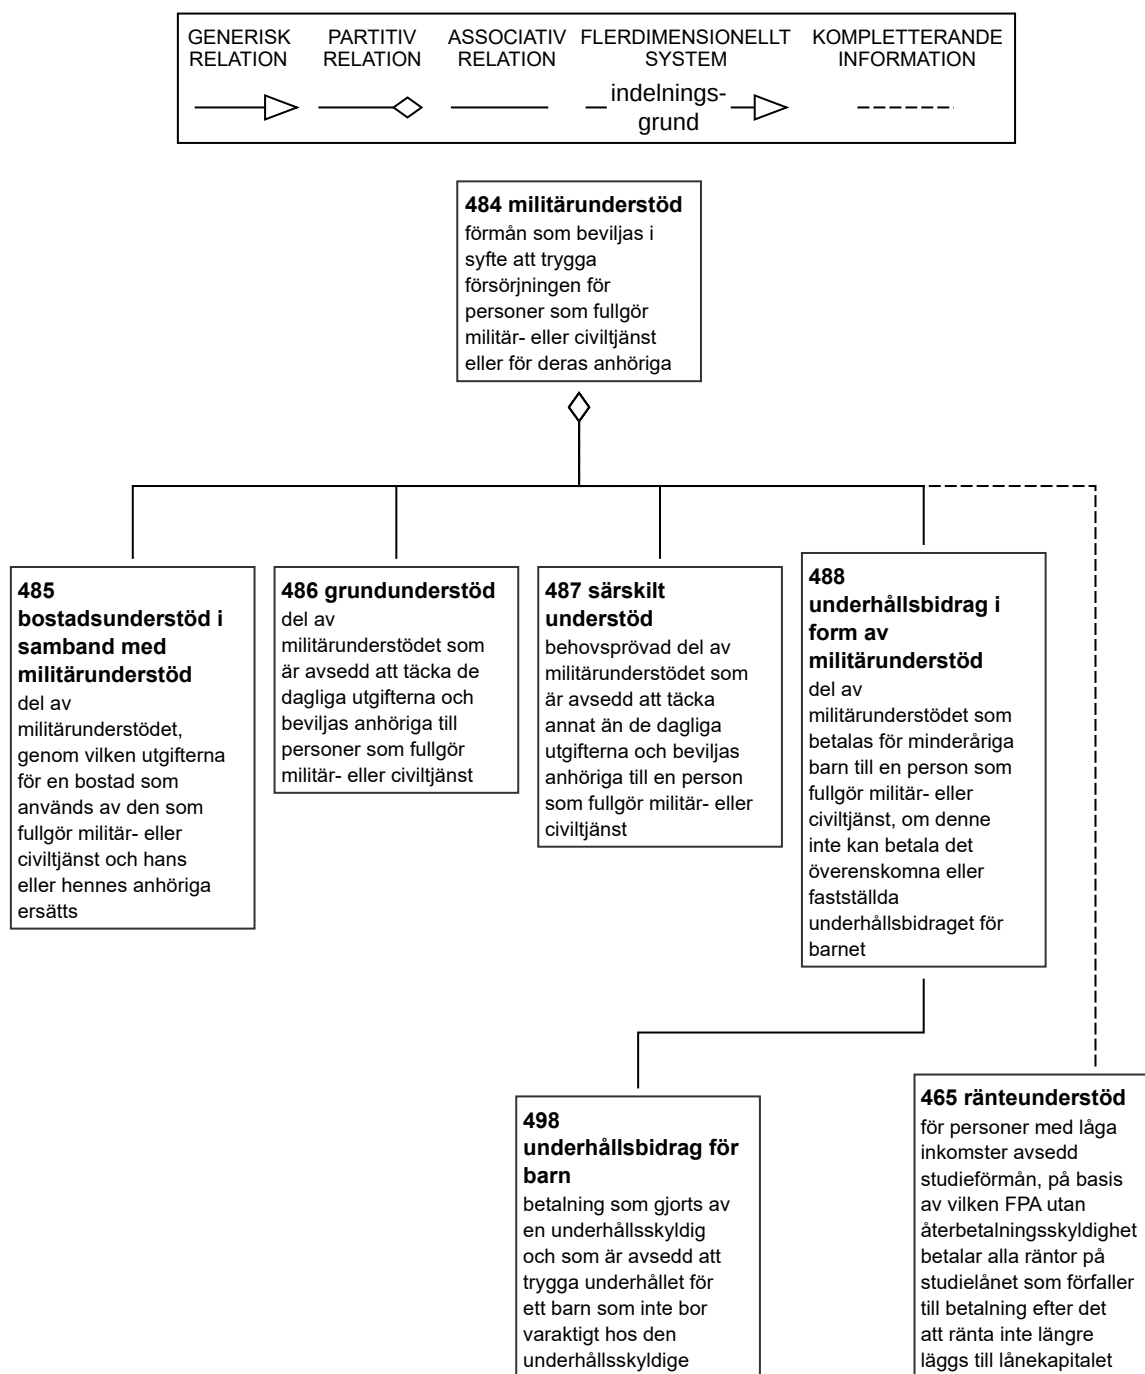 GENERISK
RELATION
PARTITIV
RELATION
ASSOCIATIV
RELATION
FLERDIMENSIONELLT
SYSTEM
KOMPLETTERANDE
INFORMATION
indelnings-
grund
484 militärunderstöd
förmån som beviljas i
syfte att trygga
försörjningen för
personer som fullgör
militär- eller civiltjänst
eller för deras anhöriga
485
bostadsunderstöd i
samband med
militärunderstöd
del av
militärunderstödet,
genom vilken utgifterna
för en bostad som
används av den som
fullgör militär- eller
civiltjänst och hans
eller hennes anhöriga
ersätts
486 grundunderstöd
del av
militärunderstödet som
är avsedd att täcka de
dagliga utgifterna och
beviljas anhöriga till
personer som fullgör
militär- eller civiltjänst
487 särskilt
understöd
behovsprövad del av
militärunderstödet som
är avsedd att täcka
annat än de dagliga
utgifterna och beviljas
anhöriga till en person
som fullgör militär- eller
civiltjänst
488
underhållsbidrag i
form av
militärunderstöd
del av
militärunderstödet som
betalas för minderåriga
barn till en person som
fullgör militär- eller
civiltjänst, om denne
inte kan betala det
överenskomna eller
fastställda
underhållsbidraget för
barnet
498
underhållsbidrag för
barn
betalning som gjorts av
en underhållsskyldig
och som är avsedd att
trygga underhållet för
ett barn som inte bor
varaktigt hos den
underhållsskyldige
465 ränteunderstöd
för personer med låga
inkomster avsedd
studieförmån, på basis
av vilken FPA utan
återbetalningsskyldighet
betalar alla räntor på
studielånet som förfaller
till betalning efter det
att ränta inte längre
läggs till lånekapitalet